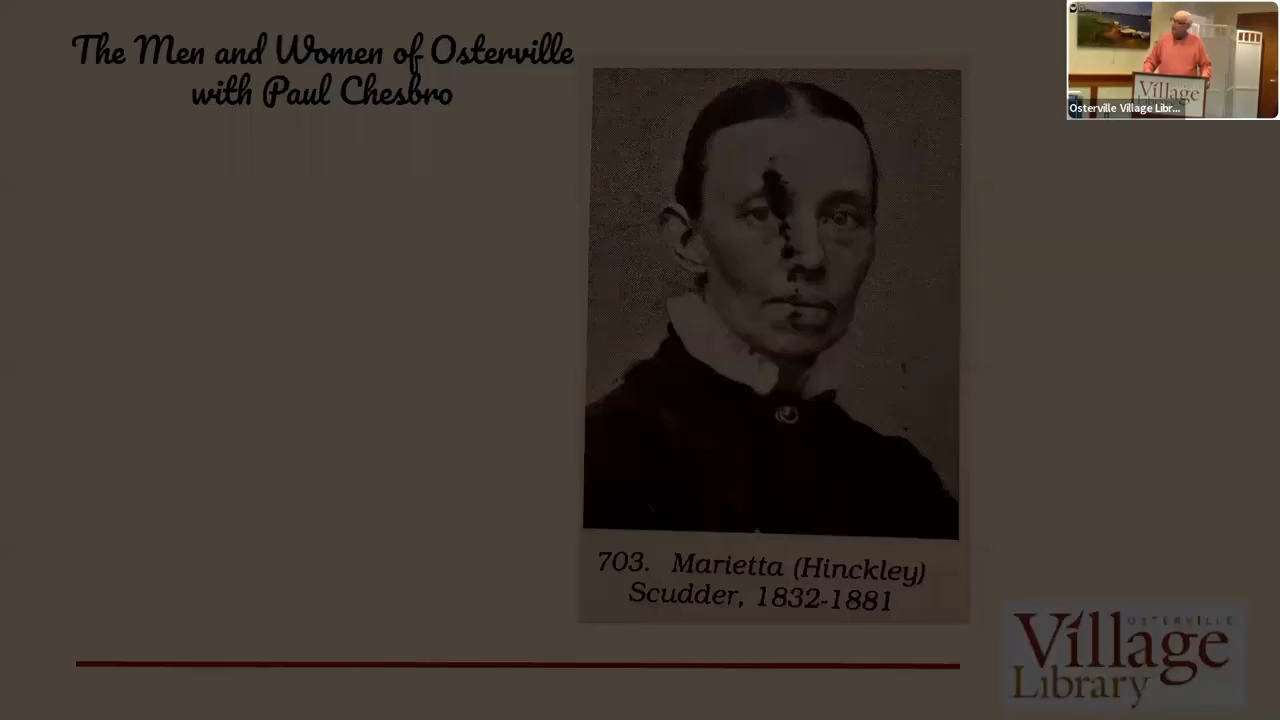 The Men and Women of Osterville
with Paul Chesbro
Village
Osterville Village Libr...
703. Marietta (Hinckley)
Scudder, 1832-1881
OSTERVILLE
Village
Library